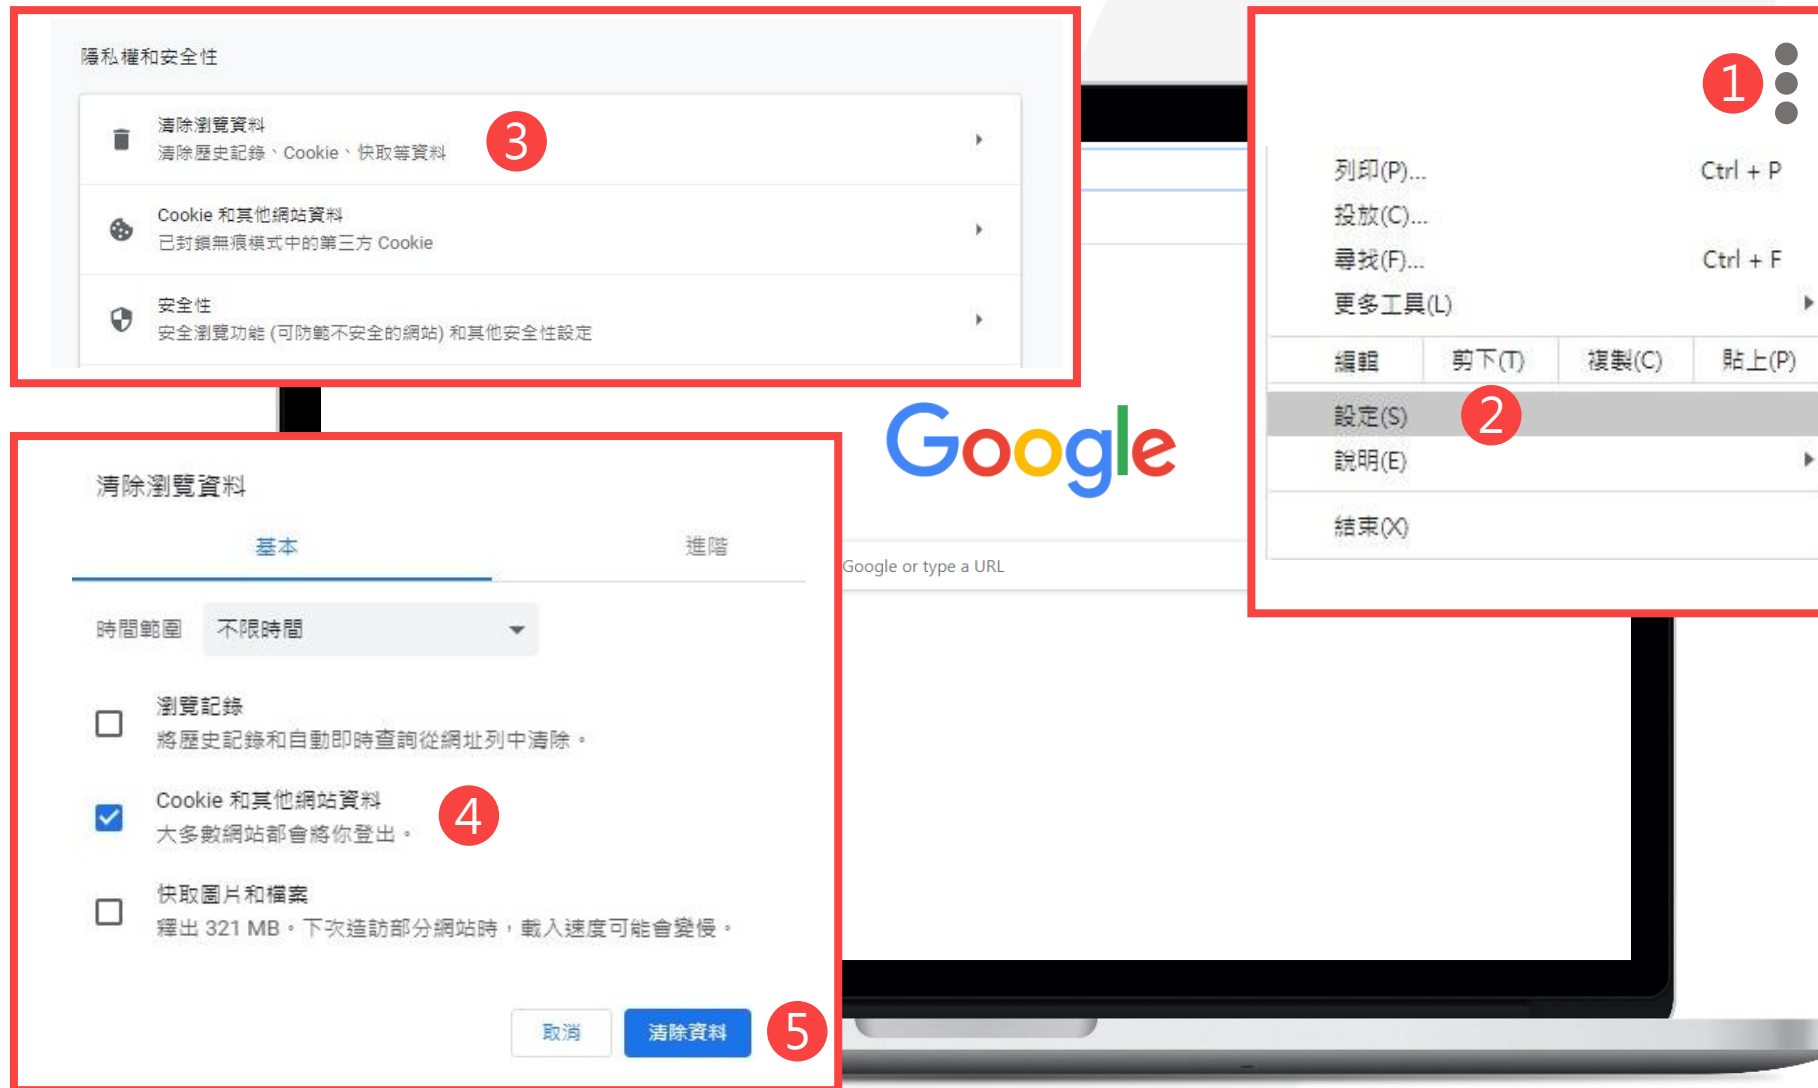 隱私權和安全性
清除瀏覽資料
清除歷史記錄、Cookie、快取等資料
3
Cookie 和其他網站資料
已封鎖無痕模式中的第三方 Cookie
安全性
安全瀏覽功能 (可防範不安全的網站) 和其他安全性設定
1
列印(P)... Ctrl + P
投放(C)...
尋找(F)... Ctrl + F
更多工具(L)
編輯 剪下(T) 複製(C) 貼上(P)
設定(S) 2
說明(E)
結束(X)
Google
Google or type a URL
清除瀏覽資料
基本 進階
時間範圍 不限時間
瀏覽記錄
將歷史記錄和自動即時查詢從網址列中清除。
Cookie 和其他網站資料
大多數網站都會將你登出。
4
快取圖片和檔案
釋出 321 MB。下次造訪部分網站時，載入速度可能會變慢。
取消 清除資料 5